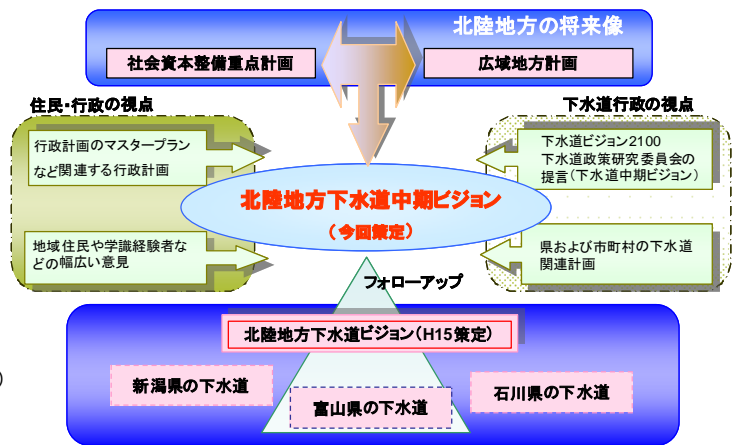 北陸地方の将来像
社会資本整備重点計画
広域地方計画
住民・行政の視点
下水道行政の視点
行政計画のマスタープラン
など関連する行政計画
下水道ビジョン2100
下水道政策研究委員会の
提言(下水道中期ビジョン)
北陸地方下水道中期ビジョン
(今回策定)
地域住民や学識経験者な
どの幅広い意見
県および市町村の下水道
関連計画
フォローアップ
北陸地方下水道ビジョン(H15策定)
新潟県の下水道
富山県の下水道
石川県の下水道
)